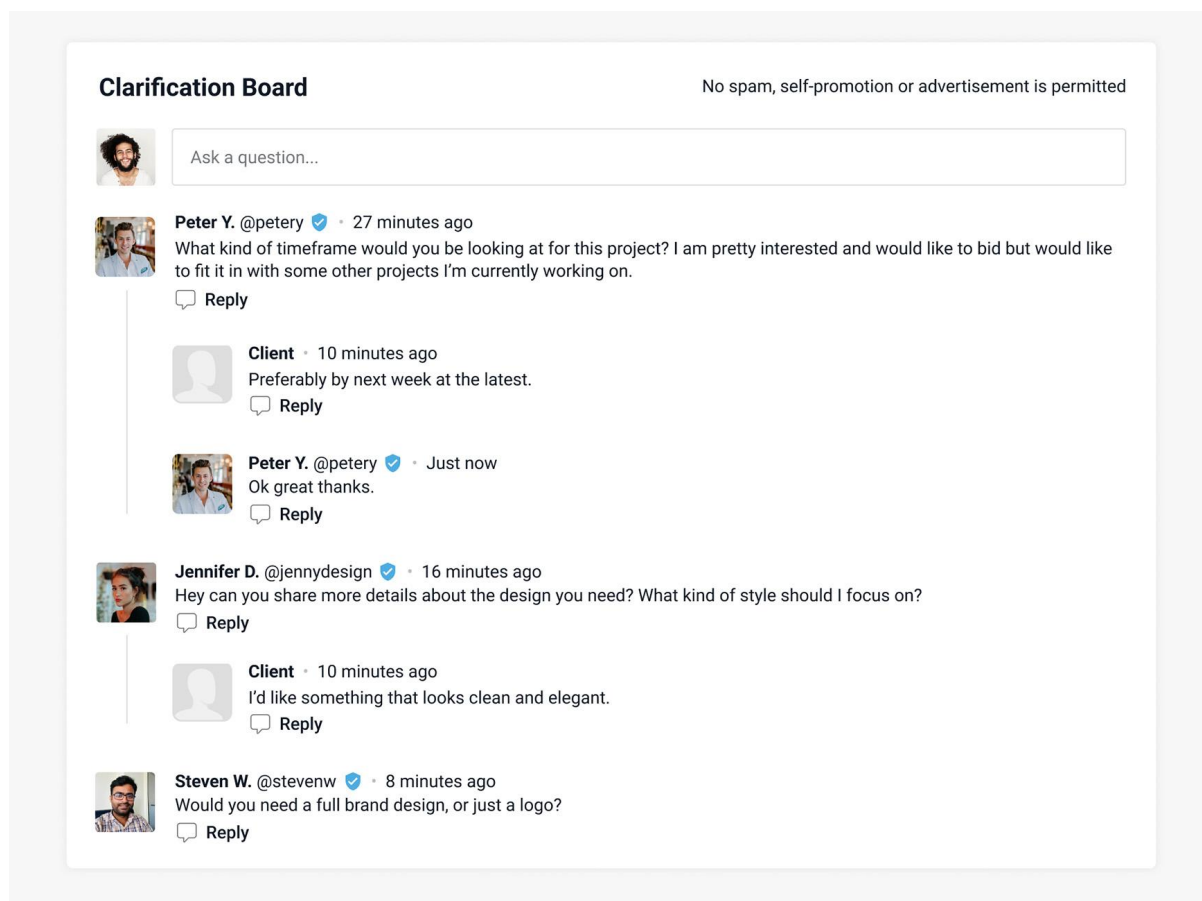 Clarification Board
No spam, self-promotion or advertisement is permitted
Ask a question...
Peter Y. @petery • 27 minutes ago
What kind of timeframe would you be looking at for this project? I am pretty interested and would like to bid but would like
to fit it in with some other projects I’m currently working on.
Reply
Client • 10 minutes ago
Preferably by next week at the latest.
Reply
Peter Y. @petery • Just now
Ok great thanks.
Reply
Jennifer D. @jennydesign • 16 minutes ago
Hey can you share more details about the design you need? What kind of style should I focus on?
Reply
Client • 10 minutes ago
I’d like something that looks clean and elegant.
Reply
Steven W. @stevenw • 8 minutes ago
Would you need a full brand design, or just a logo?
Reply